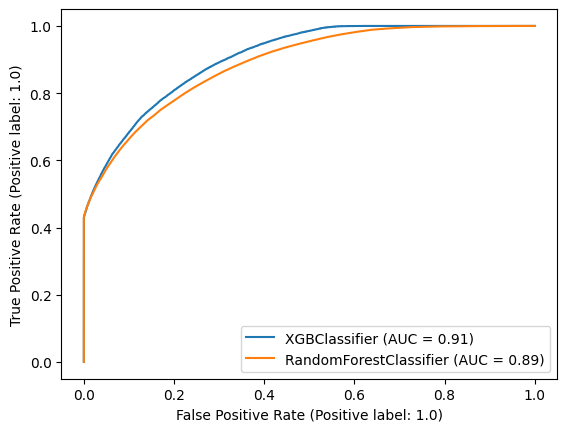 1.0
0.8
0.6
0.4
0.2
0.0
True Positive Rate (Positive label: 1.0)
XGBClassifier (AUC = 0.91)
RandomForestClassifier (AUC = 0.89)
0.0 0.2 0.4 0.6 0.8 1.0
False Positive Rate (Positive label: 1.0)